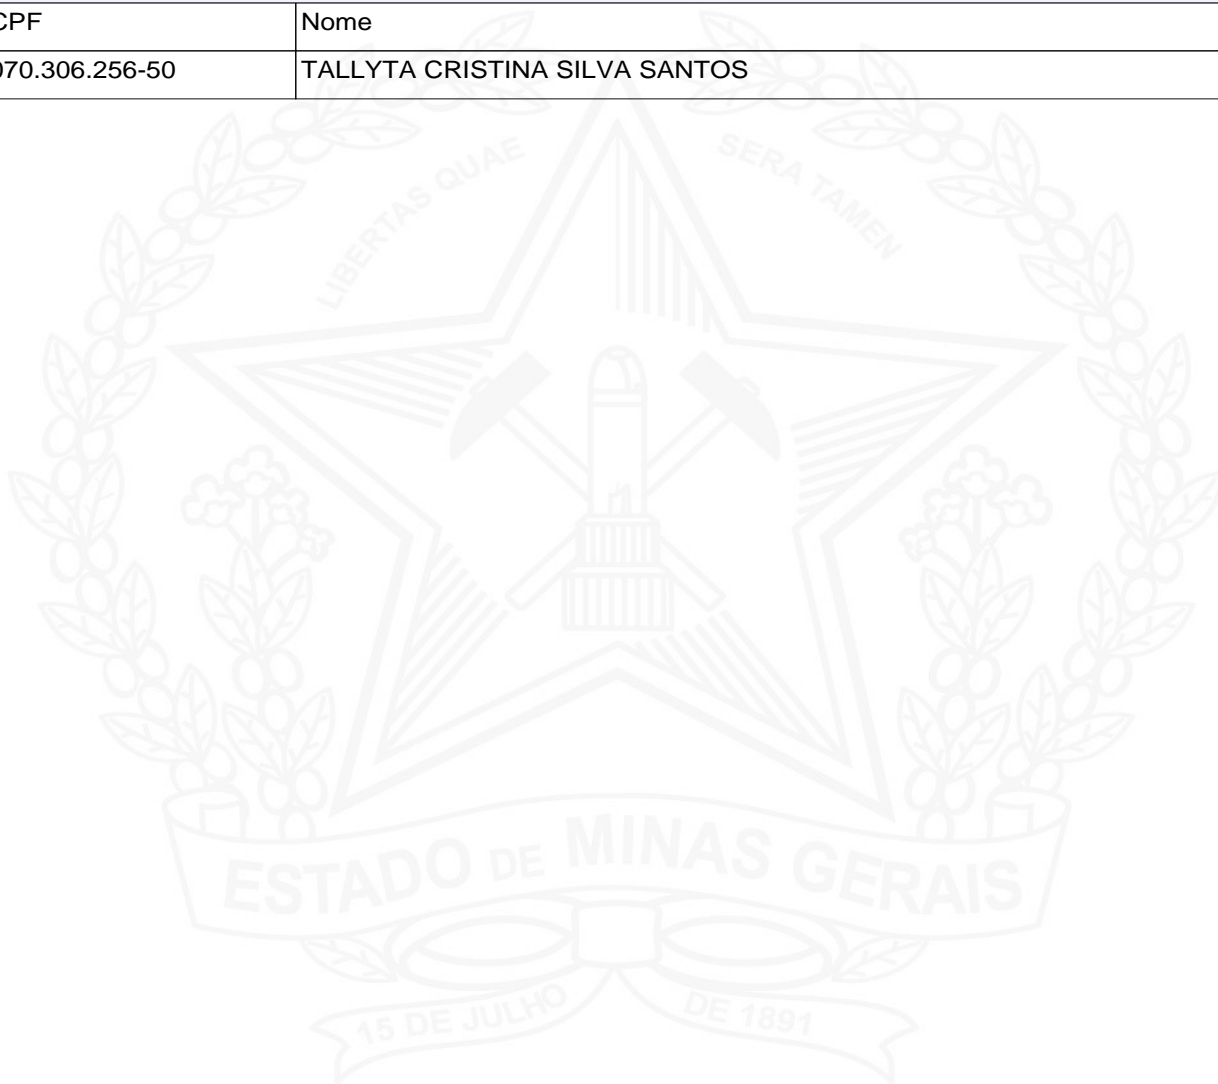 CPF Nome
070.306.256-50 TALLYTA CRISTINA SILVA SANTOS
LIBERTAS QUAE SERA TAMEN
ESTADO DE MINAS GERAIS
15 DE JULHO DE 1891